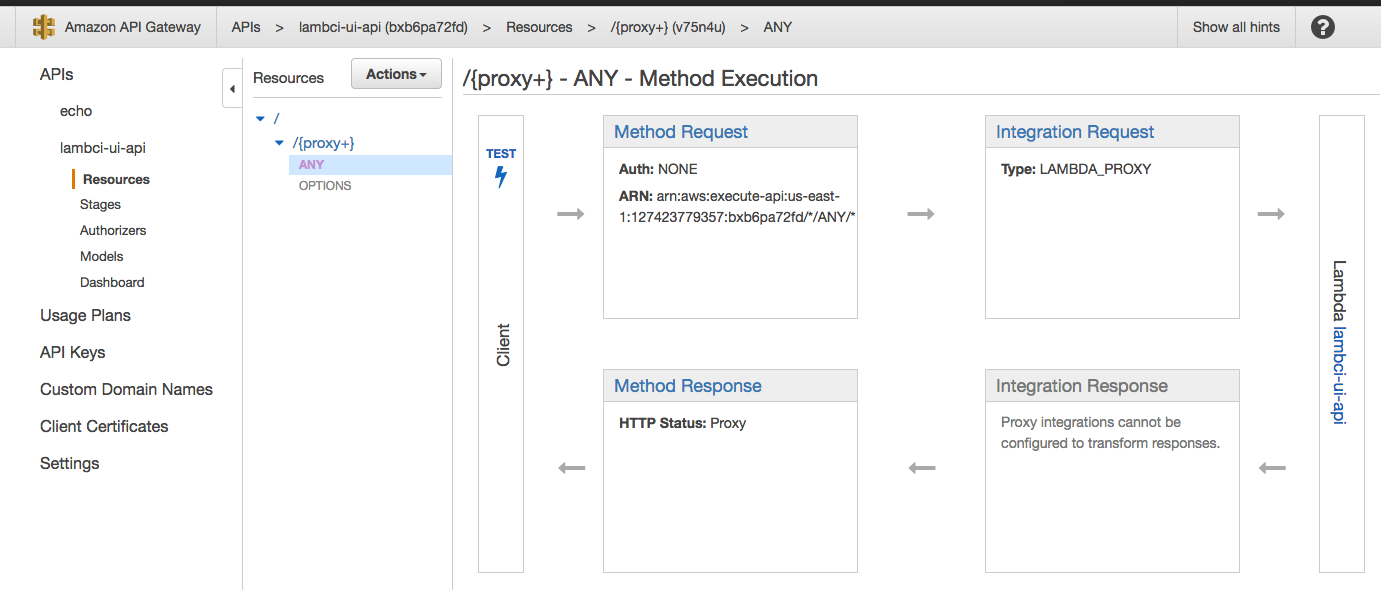 Amazon API Gateway
APIs > lambci-ui-api (bxb6pa72fd) > Resources > /{proxy+} (v75n4u) > ANY
Show all hints
?
APIs
echo
lambci-ui-api
Resources
Stages
Authorizers
Models
Dashboard
Usage Plans
API Keys
Custom Domain Names
Client Certificates
Settings
Resources
Actions
/
/{proxy+}
ANY
OPTIONS
/{proxy+} - ANY - Method Execution
TEST
Client
Method Request
Auth: NONE
ARN: arn:aws:execute-api:us-east-
1:127423779357:bxb6pa72fd/*/ANY/*
Integration Request
Type: LAMBDA_PROXY
Lambda lambci-ui-api
Method Response
HTTP Status: Proxy
Integration Response
Proxy integrations cannot be
configured to transform responses.